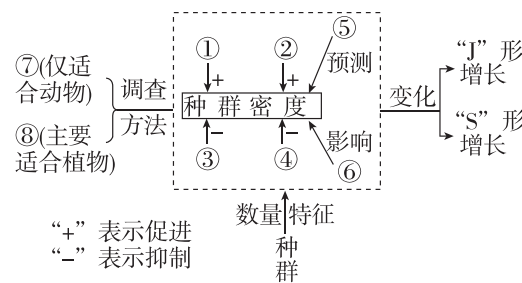 ① ② ⑤
⑦(仅适
合动物)
⑧(主要
适合植物)
调查
方法
+ + 预测
种群密度
- - 影响
③ ④ ⑥
变化
“J”形
增长
“S”形
增长
数量特征
种
群
“+”表示促进
“-”表示抑制